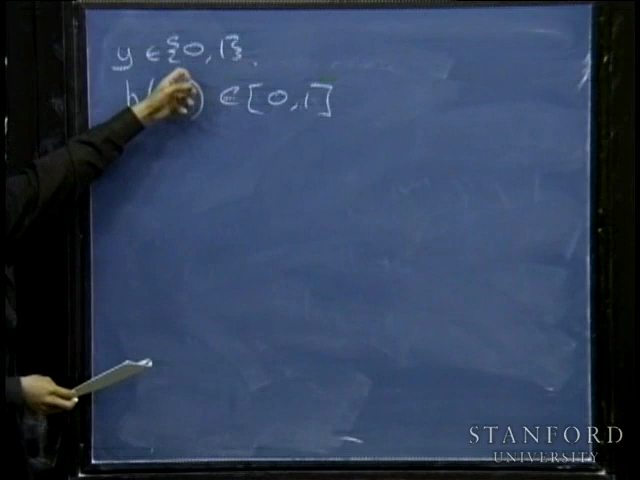 y ∈ {0, 1}.
h( ) ∈ [0, 1]
STANFORD
UNIVERSITY